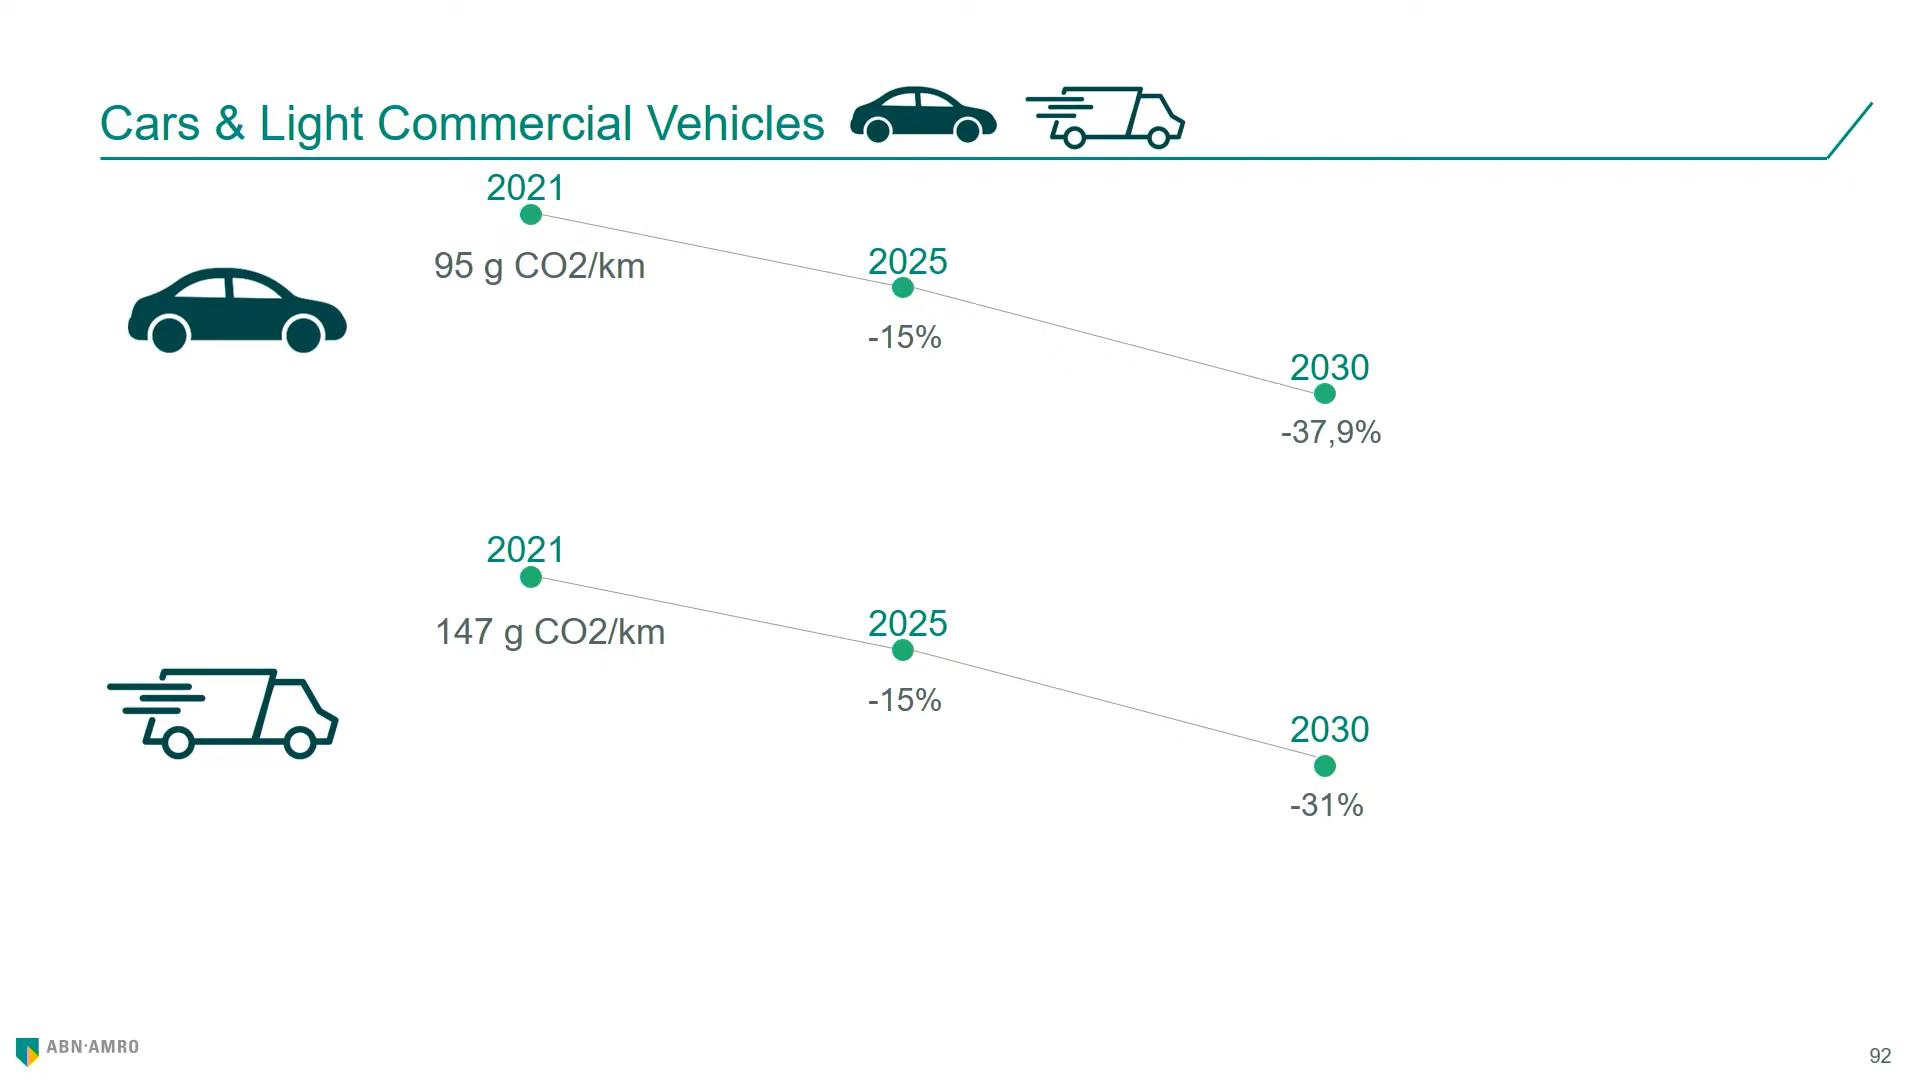 Cars & Light Commercial Vehicles
2021
95 g CO2/km
2025
-15%
2030
-37,9%
2021
147 g CO2/km
2025
-15%
2030
-31%
ABN·AMRO
92